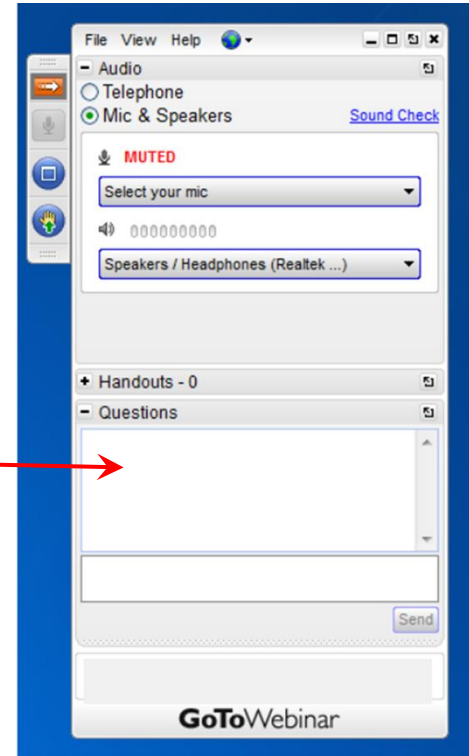 File View Help
- Audio
Telephone
Mic & Speakers Sound Check
MUTED
Select your mic
000000000
Speakers / Headphones (Realtek ...)
+ Handouts - 0
- Questions
Send
GoToWebinar